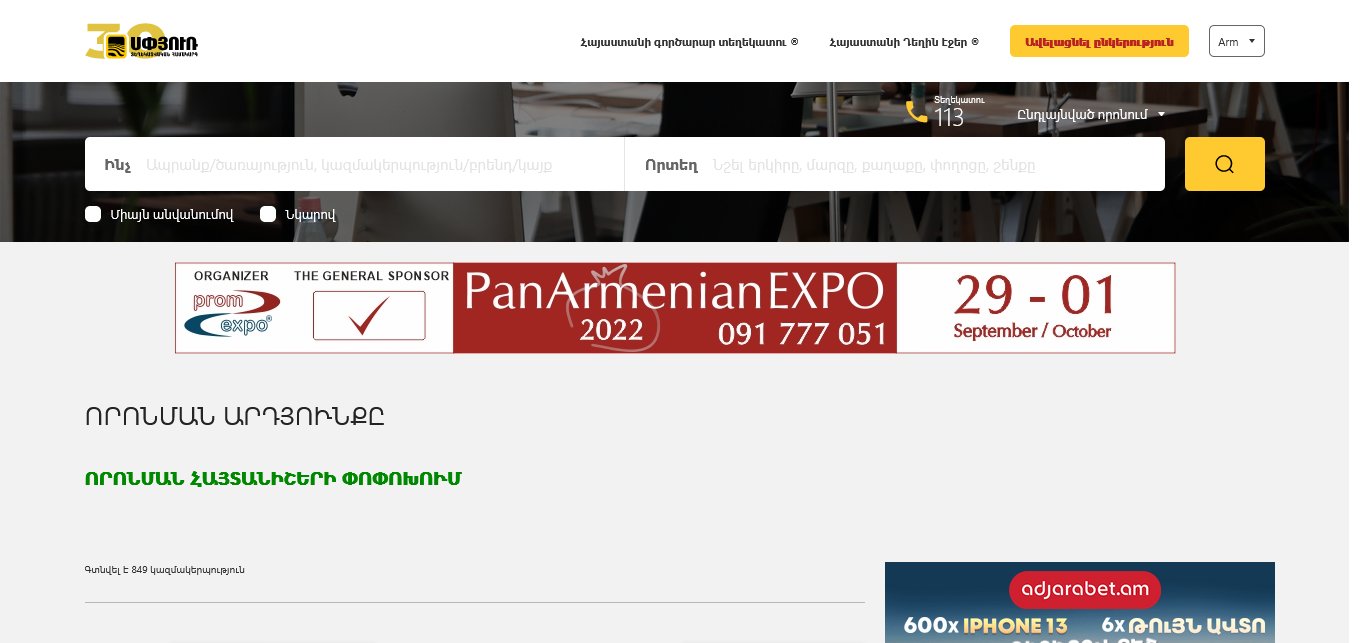 30 ՍՓՅՈՒՌ
ՏԵՂԵԿԱՏՎԱԿԱՆ ՀԱՄԱԿԱՐԳ
Հայաստանի գործարար տեղեկատու ®
Հայաստանի Դեղին էջեր ®
Ավելացնել ընկերություն
Arm
Տեղեկատու
113
Ընդլայնված որոնում
Ինչ Ապրանք/ծառայություն, կազմակերպություն/բրենդ/կայք
Որտեղ Նշել երկիրը, մարզը, քաղաքը, փողոցը, շենքը
Միայն անվանումով
Նկարով
ORGANIZER
prom
expo®
THE GENERAL SPONSOR
PanArmenianEXPO
2022
091 777 051
29 - 01
September / October
ՈՐՈՆՄԱՆ ԱՐԴՅՈՒՆՔԸ
ՈՐՈՆՄԱՆ ՀԱՅՏԱՆԻՇԵՐԻ ՓՈՓՈԽՈՒՄ
Գտնվել է 849 կազմակերպություն
adjarabet.am
600x IPHONE 13
6x ԹՈւՅՆ ԱՎՏՈ